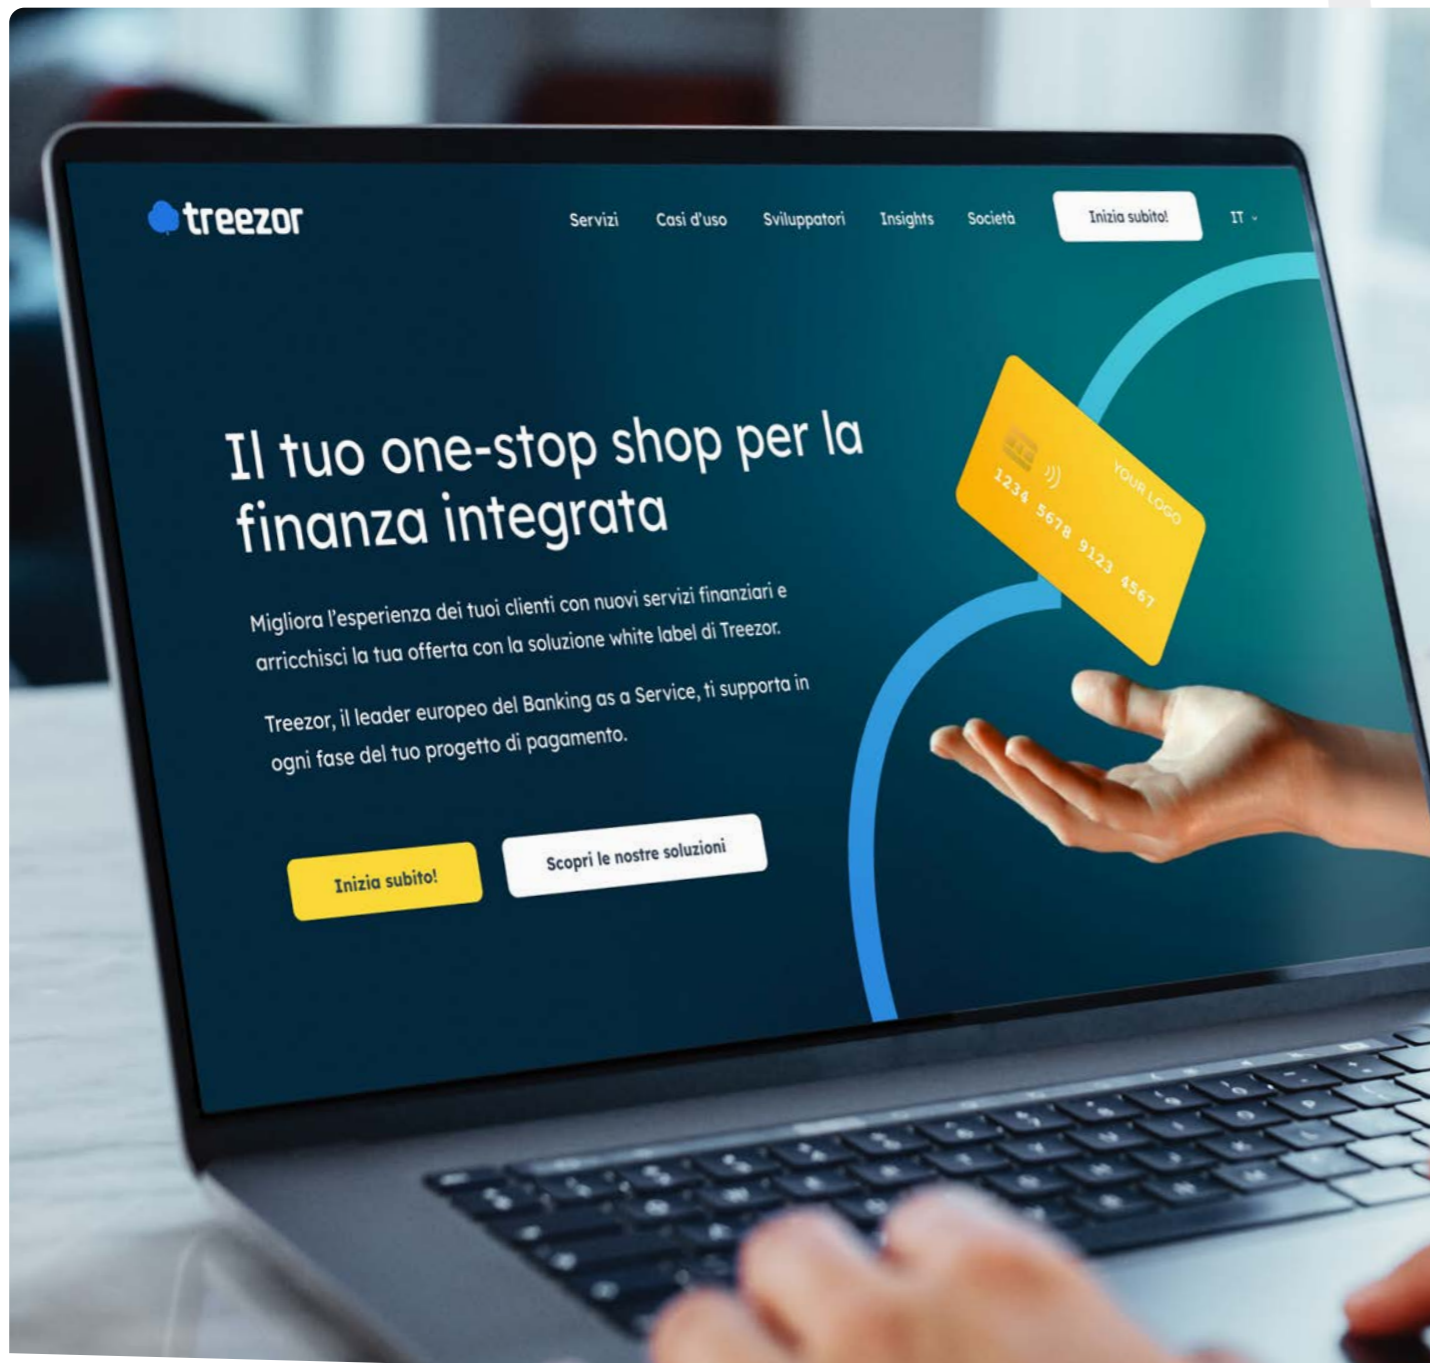 treezor
Servizi
Casi d'uso
Sviluppatori
Insights
Società
Inizia subito!
IT
Il tuo one-stop shop per la
finanza integrata
Migliora l'esperienza dei tuoi clienti con nuovi servizi finanziari e
arricchisci la tua offerta con la soluzione white label di Treezor.
Treezor, il leader europeo del Banking as a Service, ti supporta in
ogni fase del tuo progetto di pagamento.
Inizia subito!
Scopri le nostre soluzioni
YOUR LOGO
1234 5678 9123 4567